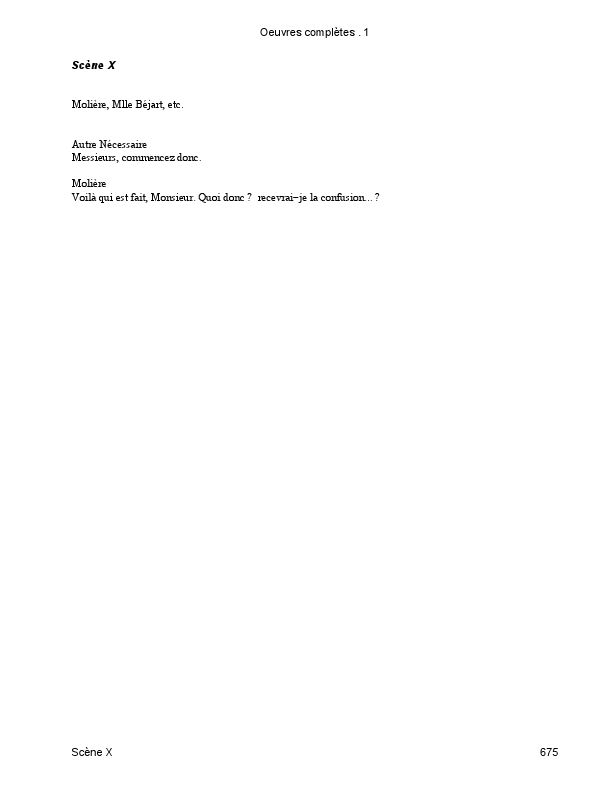 Oeuvres complètes . 1
Scène X
Molière, Mlle Béjart, etc.
Autre Nécessaire
Messieurs, commencez donc.
Molière
Voilà qui est fait, Monsieur. Quoi donc ?  recevrai−je la confusion... ?
Scène X
675